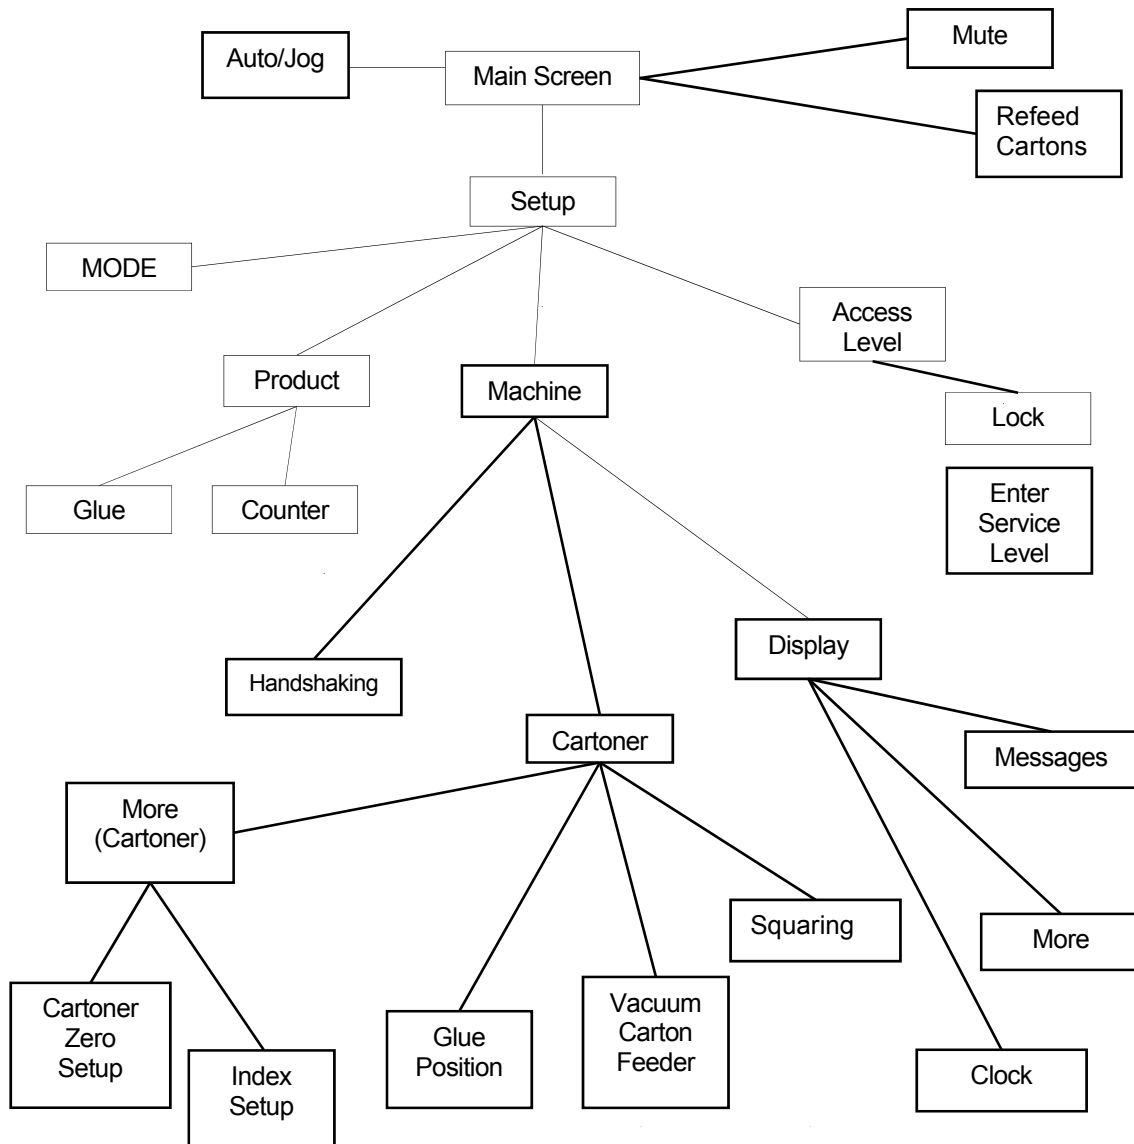 Auto/Jog
Main Screen
Mute
Refeed
Cartons
Setup
MODE
Access
Level
Product
Machine
Lock
Glue
Counter
Enter
Service
Level
Handshaking
Display
Cartoner
Messages
More
(Cartoner)
Squaring
More
Cartoner
Zero
Setup
Glue
Position
Vacuum
Carton
Feeder
Index
Setup
Clock